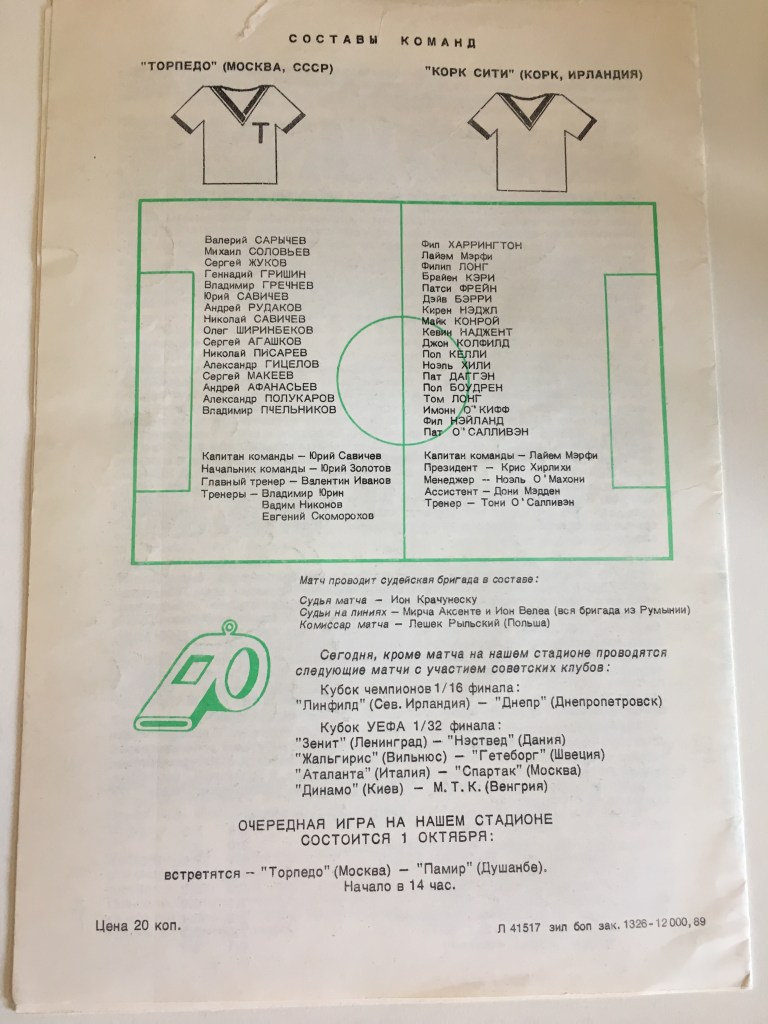 СОСТАВЫ КОМАНД
"ТОРПЕДО" (МОСКВА, СССР)
"КОРК СИТИ" (КОРК, ИРЛАНДИЯ)
Т
Валерий САРЫЧЕВ
Михаил СОЛОВЬЕВ
Сергей ЖУКОВ
Геннадий ГРИШИН
Владимир ГРЕЧНЕВ
Юрий САВИЧЕВ
Андрей РУДАКОВ
Николай САВИЧЕВ
Олег ШИРИНБЕКОВ
Сергей АГАШКОВ
Николай ПИСАРЕВ
Александр ГИЦЕЛОВ
Сергей МАКЕЕВ
Андрей АФАНАСЬЕВ
Александр ПОЛУКАРОВ
Владимир ПЧЕЛЬНИКОВ
Капитан команды – Юрий Савичев
Начальник команды – Юрий Золотов
Главный тренер – Валентин Иванов
Тренеры – Владимир Юрин
Вадим Никонов
Евгений Скоморохов
Фил ХАРРИНГТОН
Лайем Мэрфи
Филип ЛОНГ
Брайен КЭРИ
Патси ФРЕЙН
Дэйв БЭРРИ
Кирен НЭДЖЛ
Майк КОНРОЙ
Кевин НАДЖЕНТ
Джон КОЛФИЛД
Пол КЕЛЛИ
Ноэль ХИЛИ
Пат ДАГГЭН
Пол БОУДРЕН
Том ЛОНГ
Имонн О'КИФФ
Фил НЭЙЛАНД
Пат О'САЛЛИВЭН
Капитан команды – Лайем Мэрфи
Президент – Крис Хирлихи
Менеджер – Ноэль О'Махони
Ассистент – Дони Мэдден
Тренер – Тони О'Салливэн
Матч проводит судейская бригада в составе:
Судья матча – Ион Крачунеску
Судьи на линиях – Мирча Аксенте и Ион Велеа (вся бригада из Румынии)
Комиссар матча – Лешек Рыльский (Польша)
Сегодня, кроме матча на нашем стадионе проводятся
следующие матчи с участием советских клубов:
Кубок чемпионов 1/16 финала:
"Линфилд" (Сев. Ирландия) – "Днепр" (Днепропетровск)
Кубок УЕФА 1/32 финала:
"Зенит" (Ленинград) – "Нэствед" (Дания)
"Жальгирис" (Вильнюс) – "Гетеборг" (Швеция)
"Аталанта" (Италия) – "Спартак" (Москва)
"Динамо" (Киев) – М.Т.К. (Венгрия)
ОЧЕРЕДНАЯ ИГРА НА НАШЕМ СТАДИОНЕ
СОСТОИТСЯ 1 ОКТЯБРЯ:
встретятся – "Торпедо" (Москва) – "Памир" (Душанбе).
Начало в 14 час.
Цена 20 коп.
Л 41517 зил боп зак. 1326-12000, 89